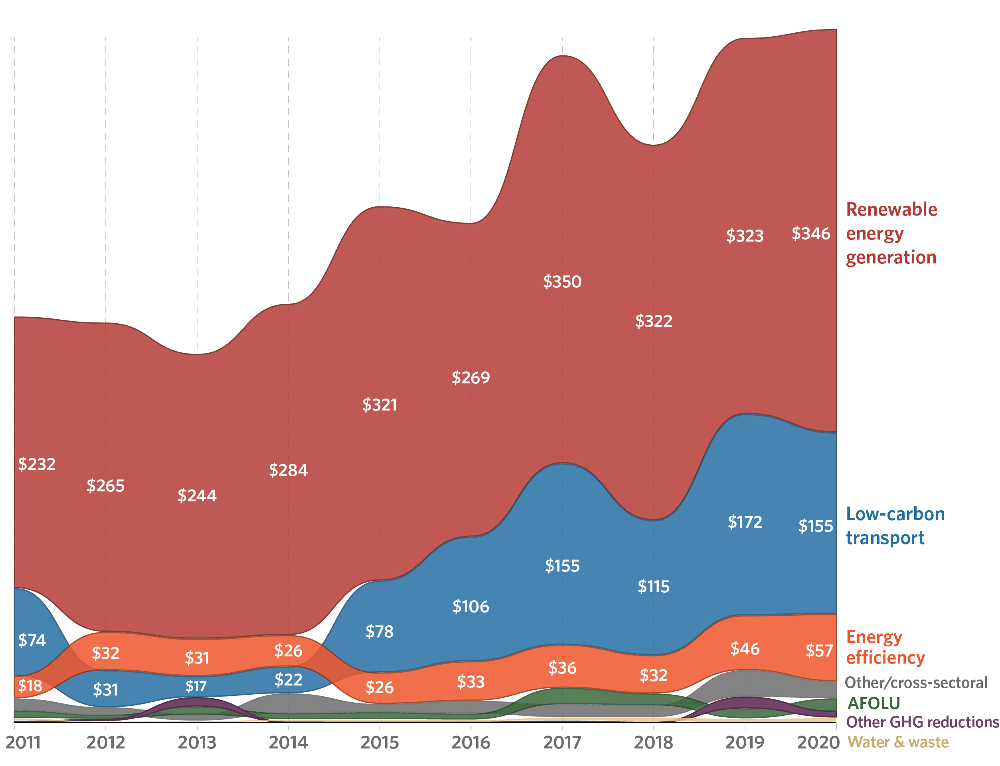 $232
$265
$244
$284
$321
$269
$350
$322
$323
$346
Renewable
energy
generation
$74
$31
$17
$22
$78
$106
$155
$115
$172
$155
Low-carbon
transport
$18
$32
$31
$26
$26
$33
$36
$32
$46
$57
Energy
efficiency
Other/cross-sectoral
AFOLU
Other GHG reductions
Water & waste
2011 2012 2013 2014 2015 2016 2017 2018 2019 2020